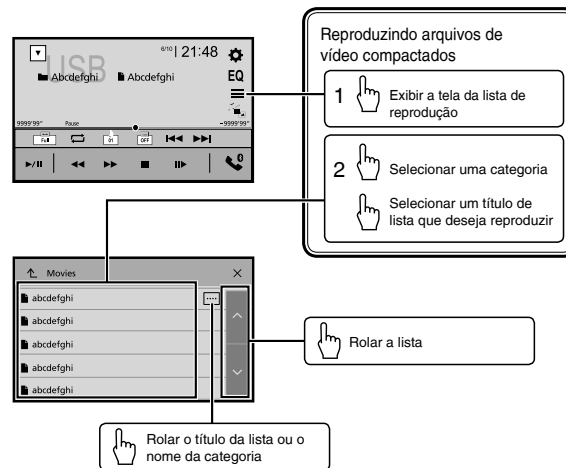 Reproduzindo arquivos de
vídeo compactados
USB
6/10
21:48
EQ
Abcdefghi
Abcdefghi
9999'99"
Pause
-9999'99"
Full
01
OFF
1
Exibir a tela da lista de
reprodução
2
Selecionar uma categoria
Selecionar um título de
lista que deseja reproduzir
Movies
abcdefghi
abcdefghi
abcdefghi
abcdefghi
abcdefghi
Rolar a lista
Rolar o título da lista ou o
nome da categoria